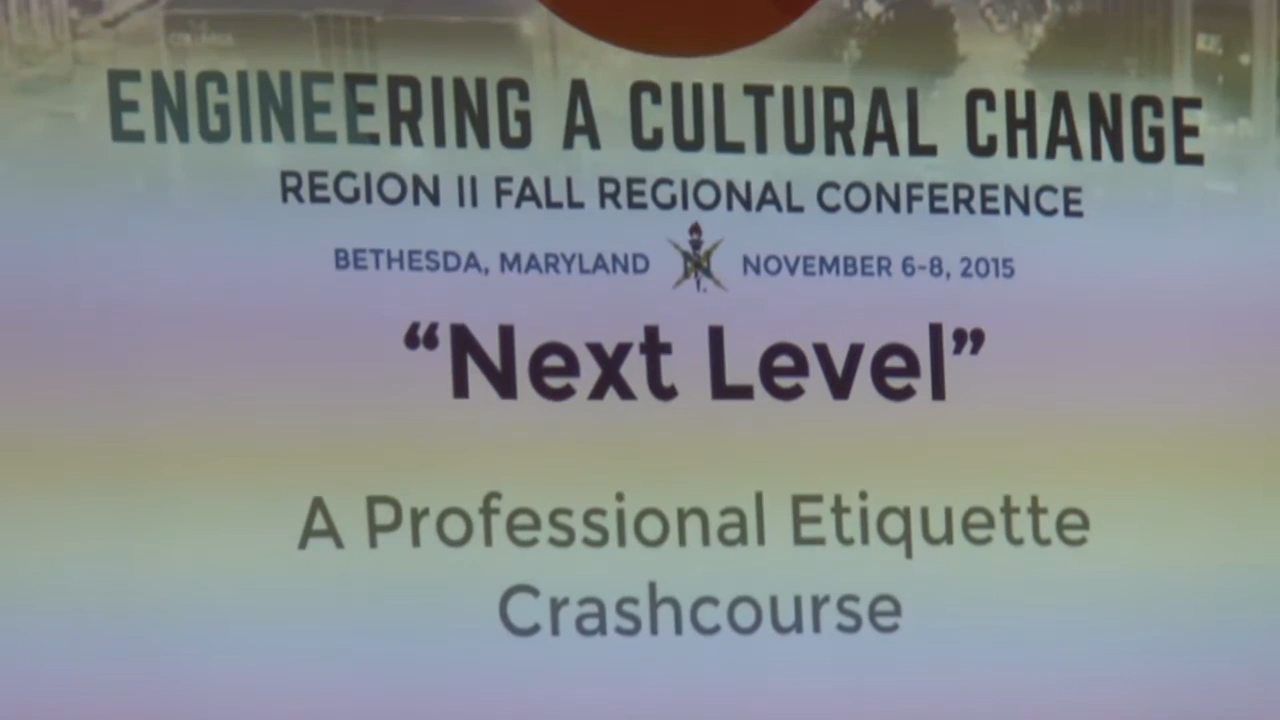 ENGINEERING A CULTURAL CHANGE
REGION II FALL REGIONAL CONFERENCE
BETHESDA, MARYLAND NOVEMBER 6-8, 2015
“Next Level”
A Professional Etiquette
Crashcourse